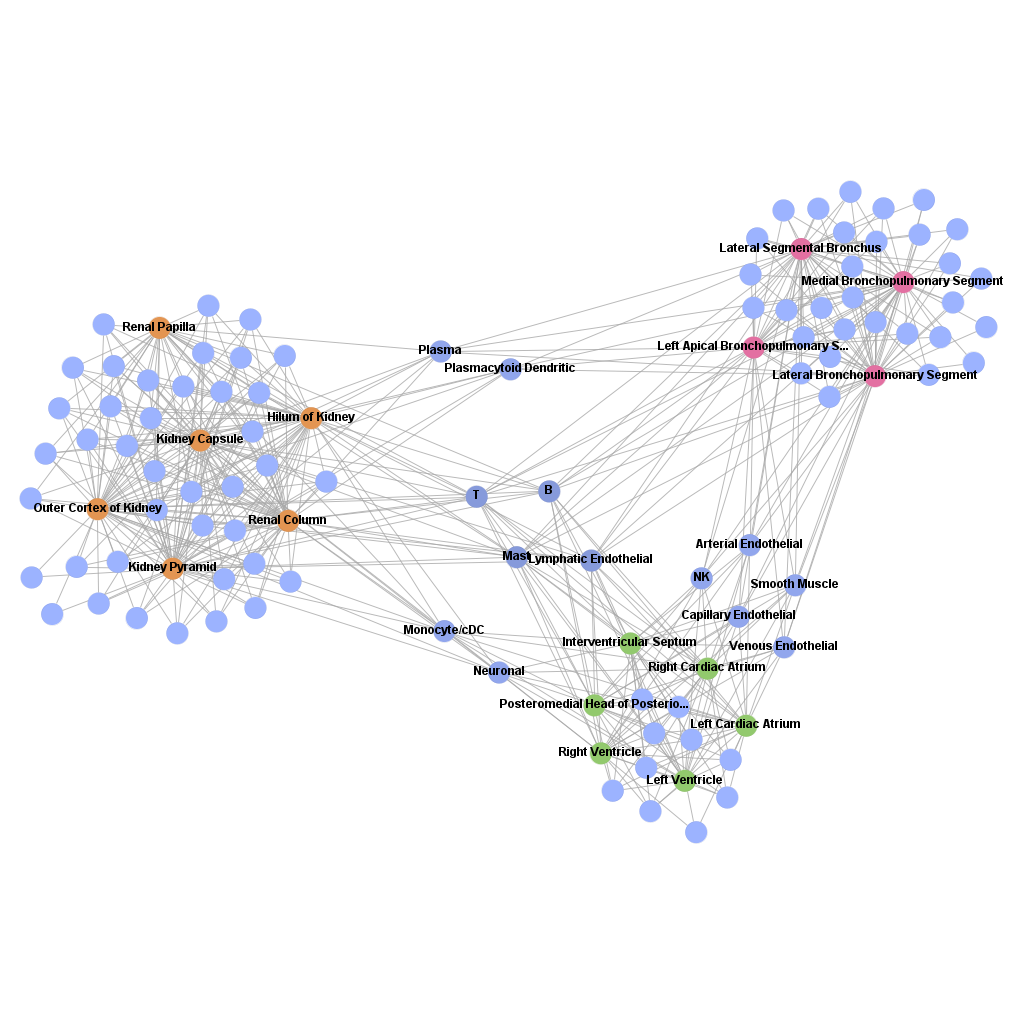 Lateral Segmental Bronchus
Medial Bronchopulmonary Segment
Renal Papilla
Left Apical Bronchopulmonary S...
Plasma
Plasmacytoid Dendritic
Lateral Bronchopulmonary Segment
Hilum of Kidney
Kidney Capsule
T
B
Outer Cortex of Kidney
Renal Column
Arterial Endothelial
Mast
Lymphatic Endothelial
Kidney Pyramid
NK
Smooth Muscle
Capillary Endothelial
Monocyte/cDC
Interventricular Septum
Venous Endothelial
Right Cardiac Atrium
Neuronal
Posteromedial Head of Posterio...
Left Cardiac Atrium
Right Ventricle
Left Ventricle